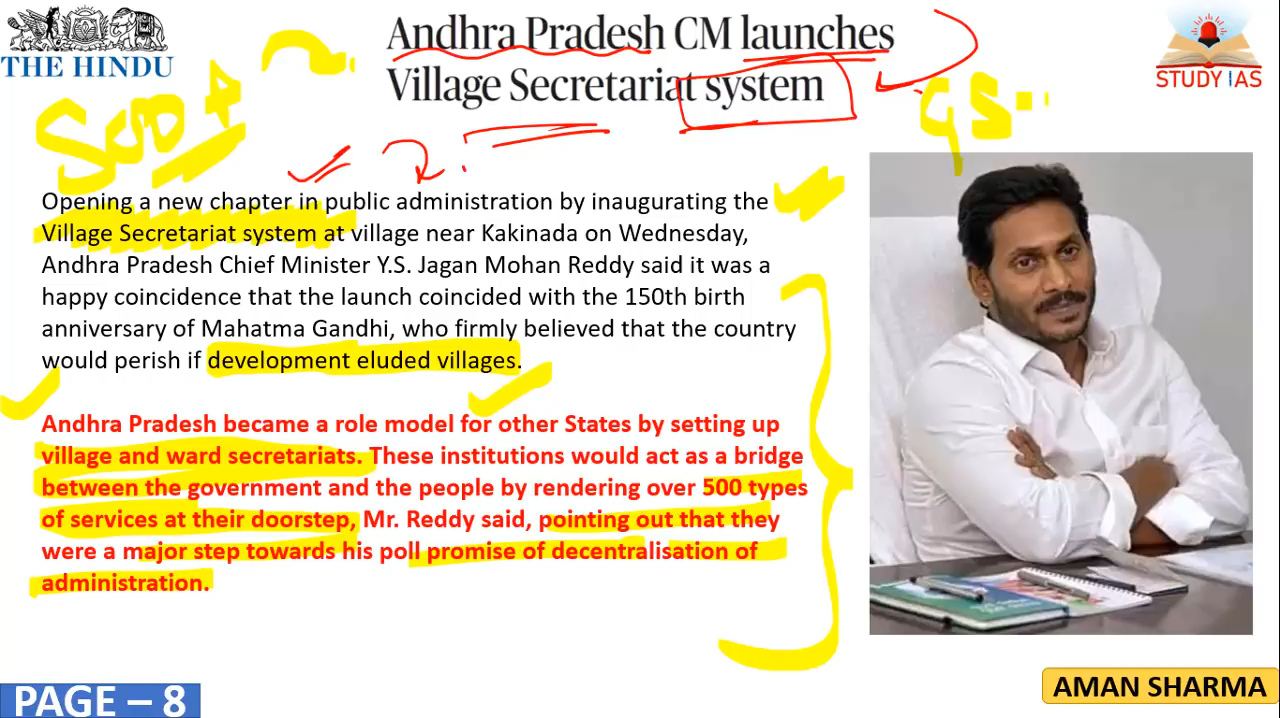 THE HINDU
Andhra Pradesh CM launches
Village Secretariat system
STUDY IAS
500+
GS
2.
Opening a new chapter in public administration by inaugurating the
Village Secretariat system at village near Kakinada on Wednesday,
Andhra Pradesh Chief Minister Y.S. Jagan Mohan Reddy said it was a
happy coincidence that the launch coincided with the 150th birth
anniversary of Mahatma Gandhi, who firmly believed that the country
would perish if development eluded villages.
Andhra Pradesh became a role model for other States by setting up
village and ward secretariats. These institutions would act as a bridge
between the government and the people by rendering over 500 types
of services at their doorstep, Mr. Reddy said, pointing out that they
were a major step towards his poll promise of decentralisation of
administration.
PAGE – 8
AMAN SHARMA